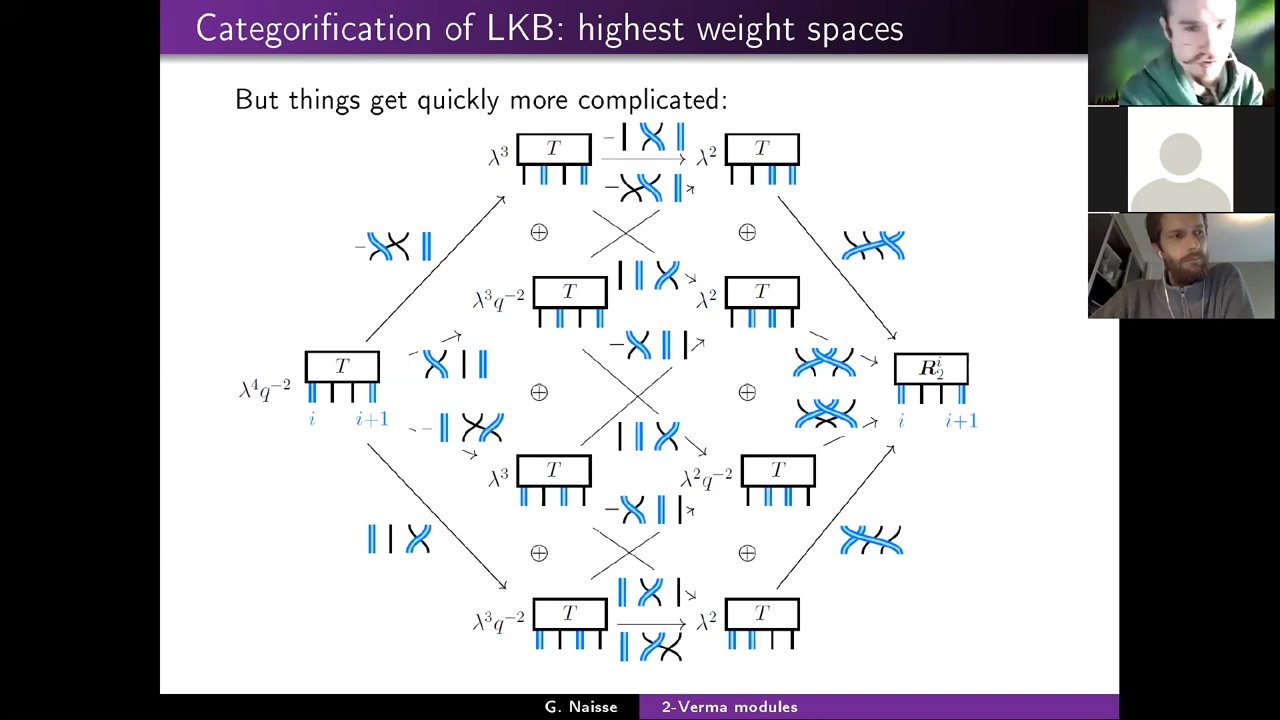 Categorification of LKB: highest weight spaces
But things get quickly more complicated:
λ³ T − λ² T
−
−
⊕ ⊕
λ³q⁻² T λ² T
−
λ⁴q⁻² T R₂ⁱ
i i+1 i i+1
⊕ ⊕
−
λ³ T λ²q⁻² T
−
⊕ ⊕
λ³q⁻² T λ² T
G. Naisse 2-Verma modules